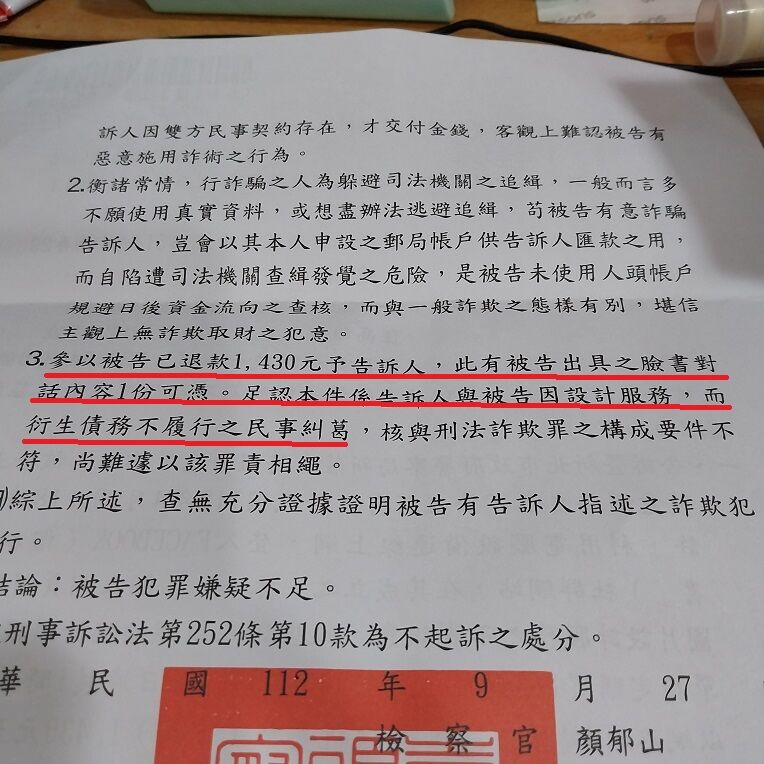 訴人因雙方民事契約存在，才交付金錢，客觀上難認被告有
惡意施用詐術之行為。
2.衡諸常情，行詐騙之人為躲避司法機關之追緝，一般而言多
不願使用真實資料，或想盡辦法逃避追緝，苟被告有意詐騙
告訴人，豈會以其本人申設之郵局帳戶供告訴人匯款之用，
而自陷遭司法機關查緝發覺之危險，是被告未使用人頭帳戶
規避日後資金流向之查核，而與一般詐欺之態樣有別，堪信
主觀上無詐欺取財之犯意。
3.參以被告已退款1,430元予告訴人，此有被告出具之臉書對
話內容1份可憑。足認本件係告訴人與被告因設計服務，而
衍生債務不履行之民事糾葛，核與刑法詐欺罪之構成要件不
符，尚難遽以該罪責相繩。
)綜上所述，查無充分證據證明被告有告訴人指述之詐欺犯
行。
結論：被告犯罪嫌疑不足。
刑事訴訟法第252條第10款為不起訴之處分。
華民國112年9月27
檢察官 顏郁山